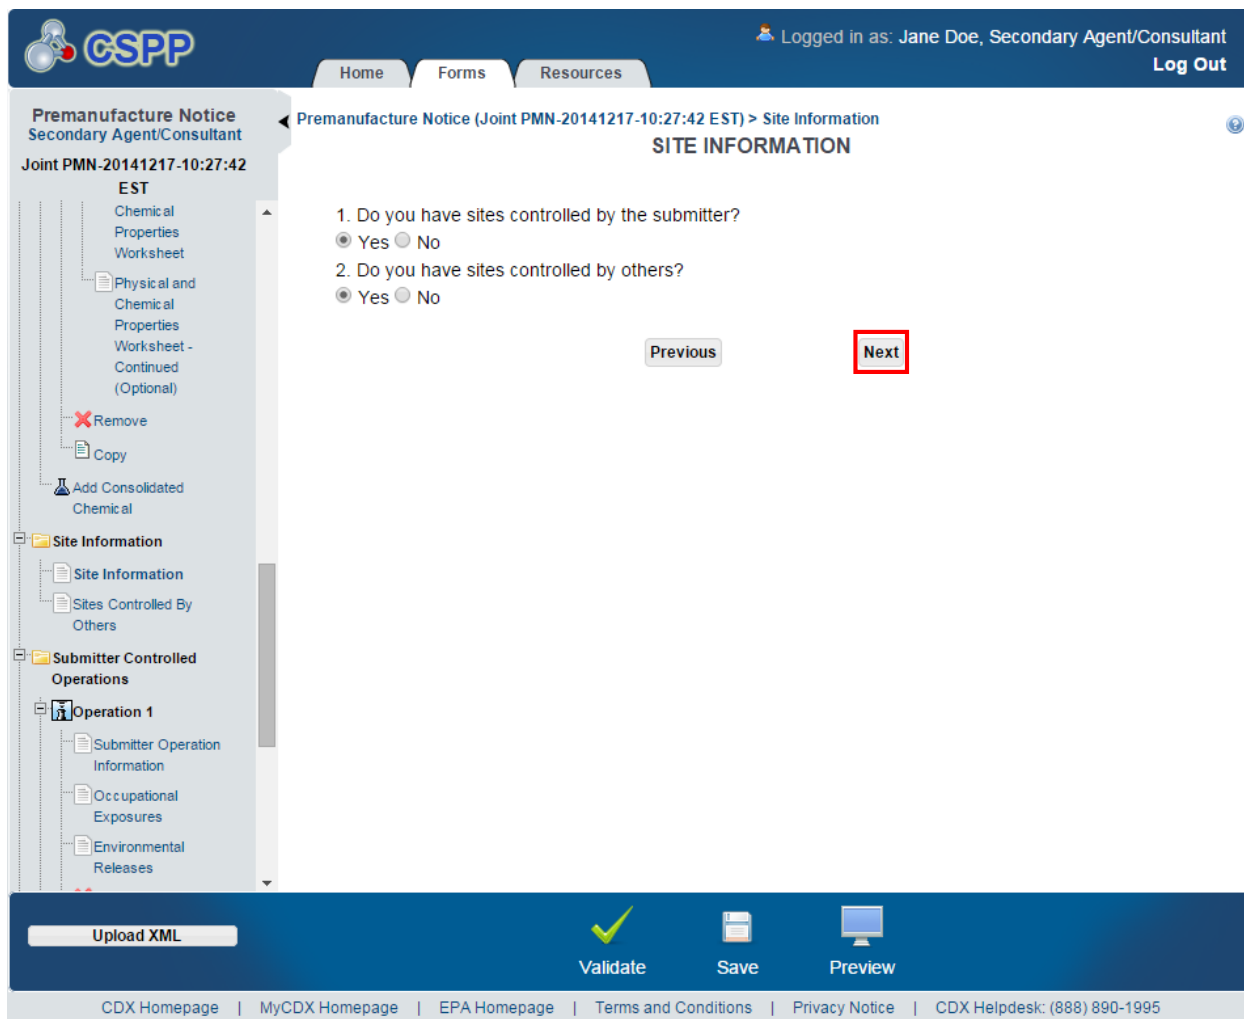 CSPP
Logged in as: Jane Doe, Secondary Agent/Consultant
Log Out
Home Forms Resources
Premanufacture Notice
Secondary Agent/Consultant
Joint PMN-20141217-10:27:42
EST
Chemical
Properties
Worksheet
Physical and
Chemical
Properties
Worksheet -
Continued
(Optional)
Remove
Copy
Add Consolidated
Chemical
Site Information
Site Information
Sites Controlled By
Others
Submitter Controlled
Operations
Operation 1
Submitter Operation
Information
Occupational
Exposures
Environmental
Releases
Premanufacture Notice (Joint PMN-20141217-10:27:42 EST) > Site Information
SITE INFORMATION
1. Do you have sites controlled by the submitter?
Yes No
2. Do you have sites controlled by others?
Yes No
Previous Next
Upload XML
Validate Save Preview
CDX Homepage | MyCDX Homepage | EPA Homepage | Terms and Conditions | Privacy Notice | CDX Helpdesk: (888) 890-1995